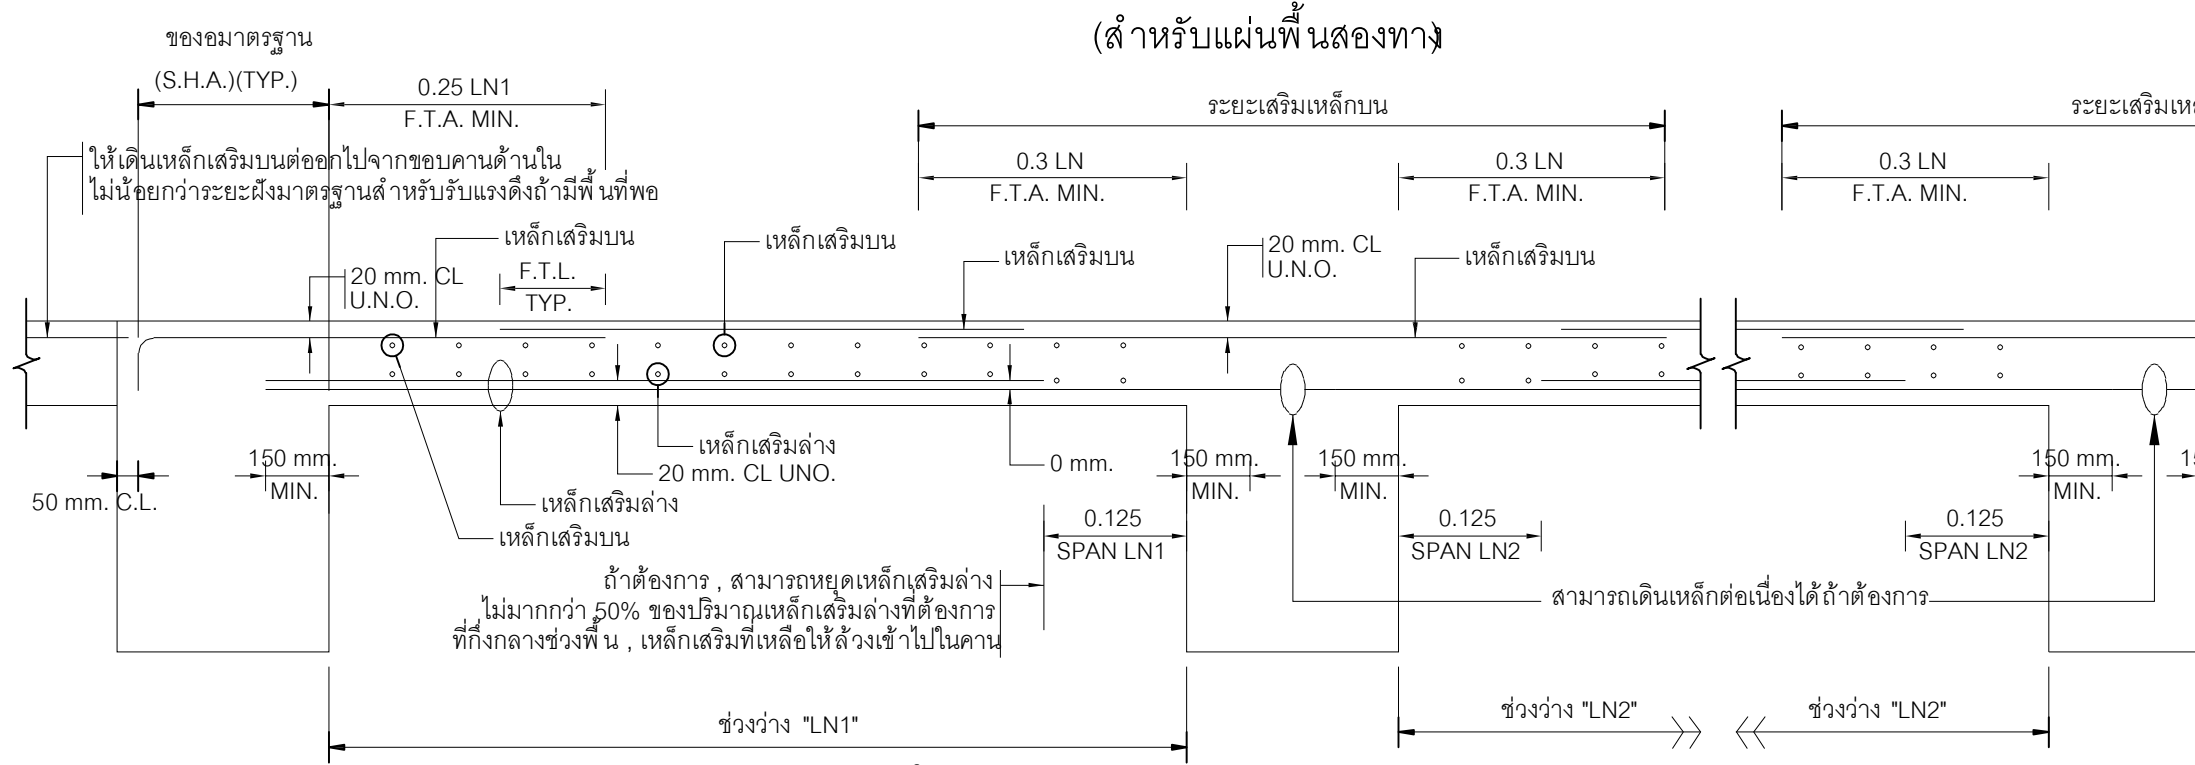 (สำหรับแผ่นพื้นสองทาง)
ของอมาตรฐาน
(S.H.A.)(TYP.)
0.25 LN1
F.T.A. MIN.
ระยะเสริมเหล็กบน
0.3 LN
F.T.A. MIN.
0.3 LN
F.T.A. MIN.
0.3 LN
F.T.A. MIN.
ให้เดินเหล็กเสริมบนต่ออกไปจากขอบคานด้านใน
ไม่น้อยกว่าระยะฝังมาตรฐานสำหรับรับแรงดึงถ้ามีพื้นที่พอ
เหล็กเสริมบน
เหล็กเสริมบน
เหล็กเสริมบน
20 mm. CL
U.N.O.
เหล็กเสริมบน
20 mm. CL
U.N.O.
F.T.L.
TYP.
เหล็กเสริมล่าง
20 mm. CL UNO.
0 mm.
50 mm. C.L.
150 mm.
MIN.
150 mm.
MIN.
150 mm.
MIN.
150 mm.
MIN.
เหล็กเสริมล่าง
เหล็กเสริมบน
0.125
SPAN LN1
0.125
SPAN LN2
0.125
SPAN LN2
ถ้าต้องการ , สามารถหยุดเหล็กเสริมล่าง
ไม่มากกว่า 50% ของปริมาณเหล็กเสริมล่างที่ต้องการ
ที่กึ่งกลางช่วงพื้น , เหล็กเสริมที่เหลือให้ล้วงเข้าไปในคาน
สามารถเดินเหล็กต่อเนื่องได้ถ้าต้องการ
ช่วงว่าง "LN1"
ช่วงว่าง "LN2"
ช่วงว่าง "LN2"